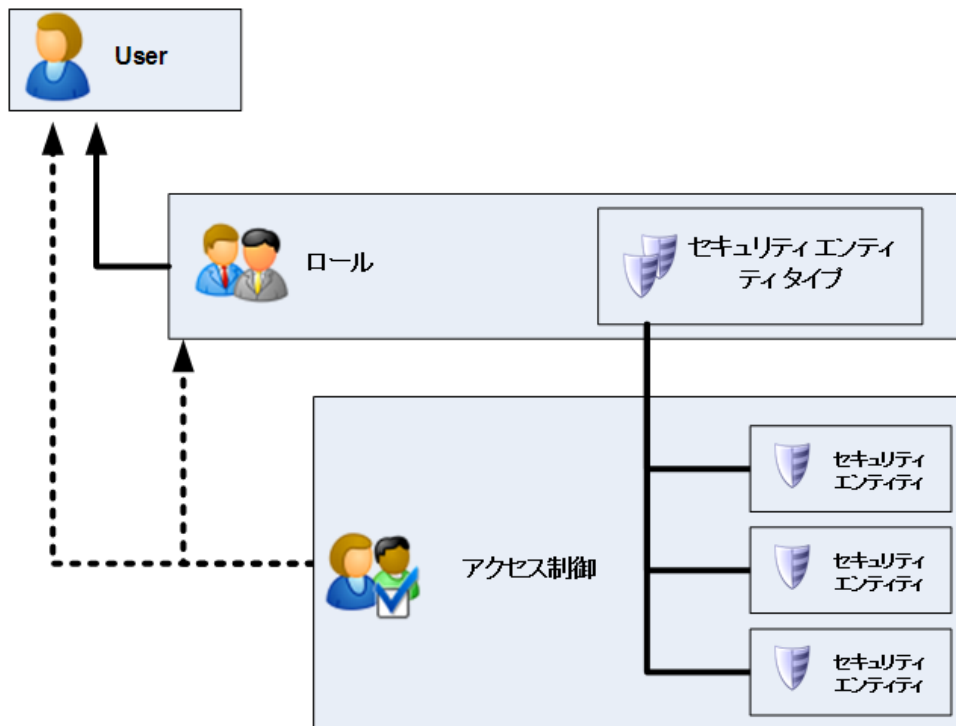 User
ロール
セキュリティ エンティ
ティ タイプ
アクセス制御
セキュリティ
エンティティ
セキュリティ
エンティティ
セキュリティ
エンティティ